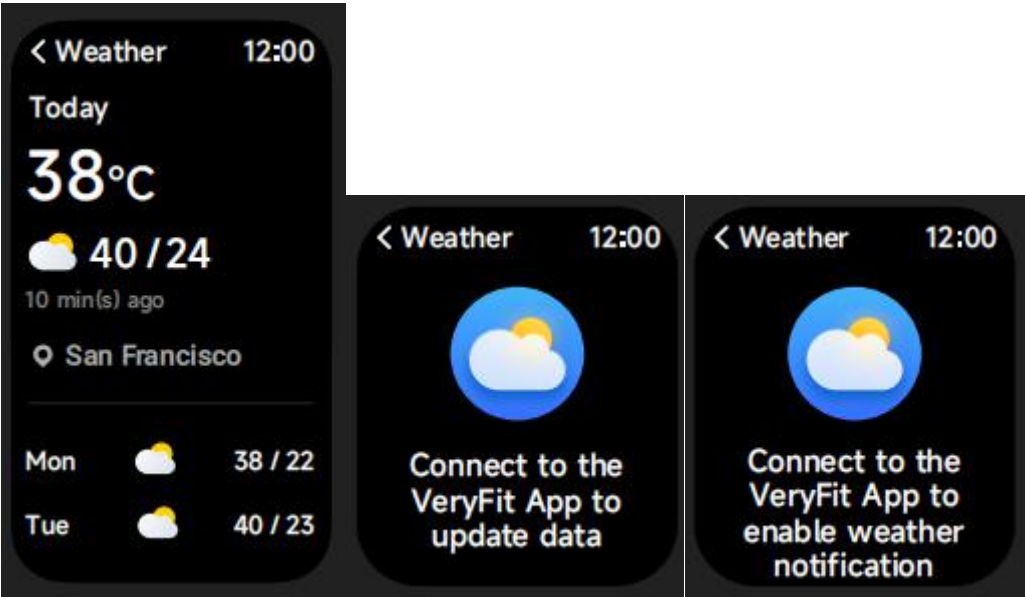 Weather 12:00
Today
38°C
40 / 24
10 min(s) ago
San Francisco
Mon 38 / 22
Tue 40 / 23
Weather 12:00
Connect to the
VeryFit App to
update data
Weather 12:00
Connect to the
VeryFit App to
enable weather
notification